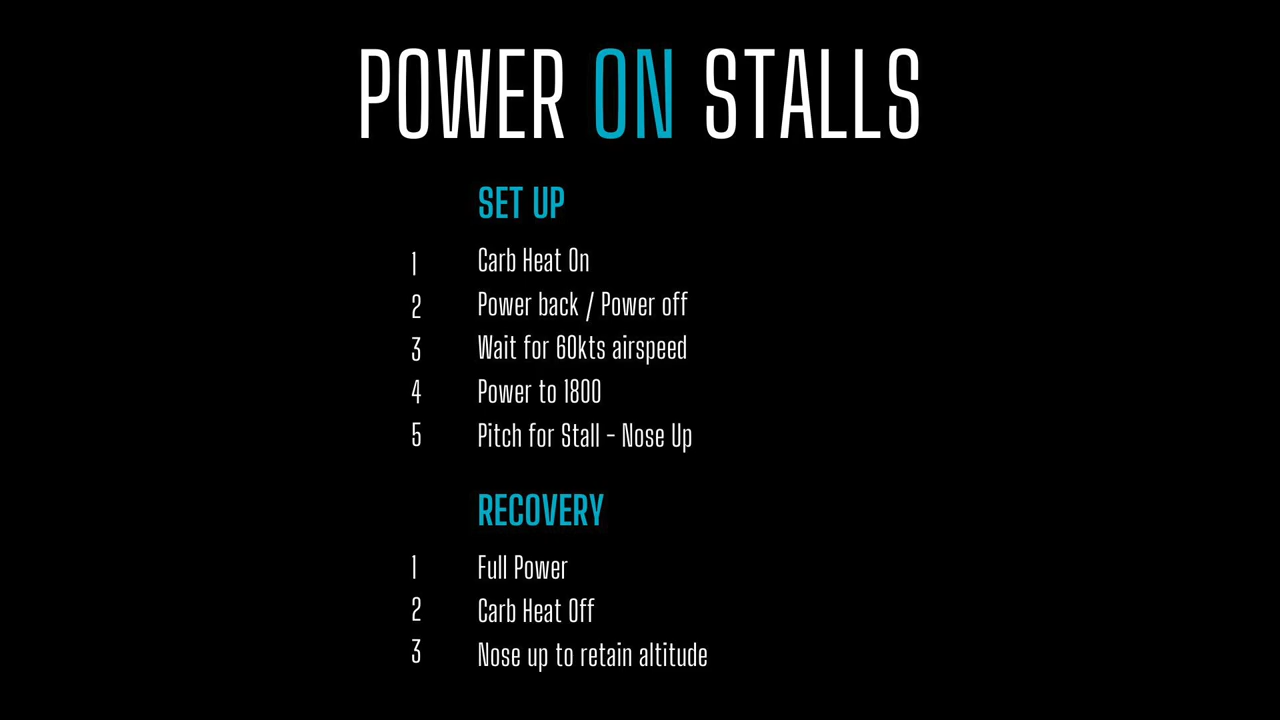 POWER ON STALLS
SET UP
1 Carb Heat On
2 Power back / Power off
3 Wait for 60kts airspeed
4 Power to 1800
5 Pitch for Stall - Nose Up
RECOVERY
1 Full Power
2 Carb Heat Off
3 Nose up to retain altitude